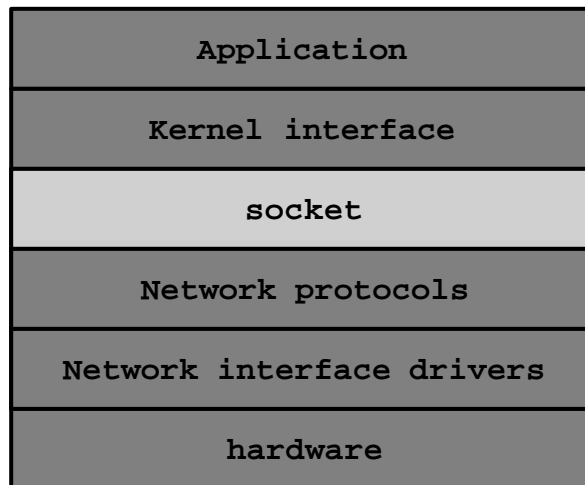 Application
Kernel interface
socket
Network protocols
Network interface drivers
hardware